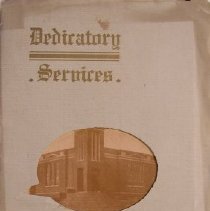 Dedicatory
. Services .